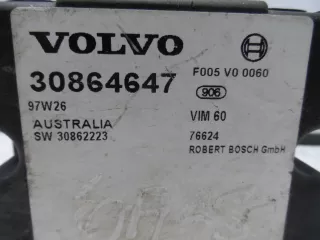 VOLVO
30864647
F005 V0 0060
906
97W26
VIM 60
AUSTRALIA
76624
SW 30862223
ROBERT BOSCH GmbH